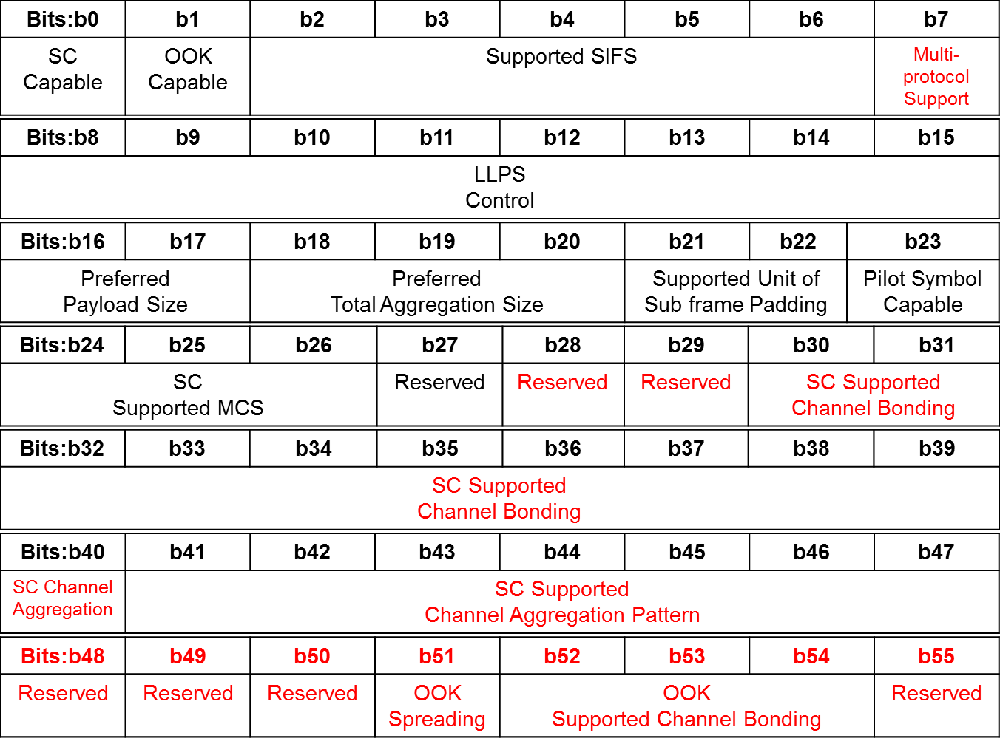 Bits:b0 b1 b2 b3 b4 b5 b6 b7
SC
Capable
OOK
Capable
Supported SIFS
Multi-
protocol
Support
Bits:b8 b9 b10 b11 b12 b13 b14 b15
LLPS
Control
Bits:b16 b17 b18 b19 b20 b21 b22 b23
Preferred
Payload Size
Preferred
Total Aggregation Size
Supported Unit of
Sub frame Padding
Pilot Symbol
Capable
Bits:b24 b25 b26 b27 b28 b29 b30 b31
SC
Supported MCS
Reserved
Reserved
Reserved
SC Supported
Channel Bonding
Bits:b32 b33 b34 b35 b36 b37 b38 b39
SC Supported
Channel Bonding
Bits:b40 b41 b42 b43 b44 b45 b46 b47
SC Channel
Aggregation
SC Supported
Channel Aggregation Pattern
Bits:b48 b49 b50 b51 b52 b53 b54 b55
Reserved
Reserved
Reserved
OOK
Spreading
OOK
Supported Channel Bonding
Reserved